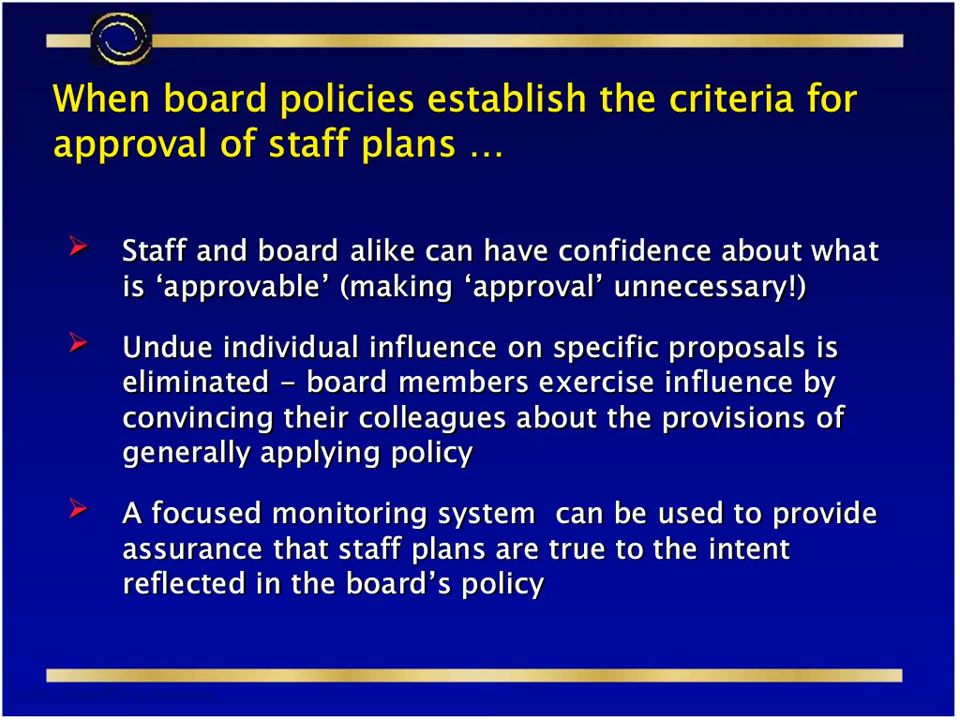 When board policies establish the criteria for
approval of staff plans …
Staff and board alike can have confidence about what
is ‘approvable’ (making ‘approval’ unnecessary!)
Undue individual influence on specific proposals is
eliminated – board members exercise influence by
convincing their colleagues about the provisions of
generally applying policy
A focused monitoring system  can be used to provide
assurance that staff plans are true to the intent
reflected in the board’s policy